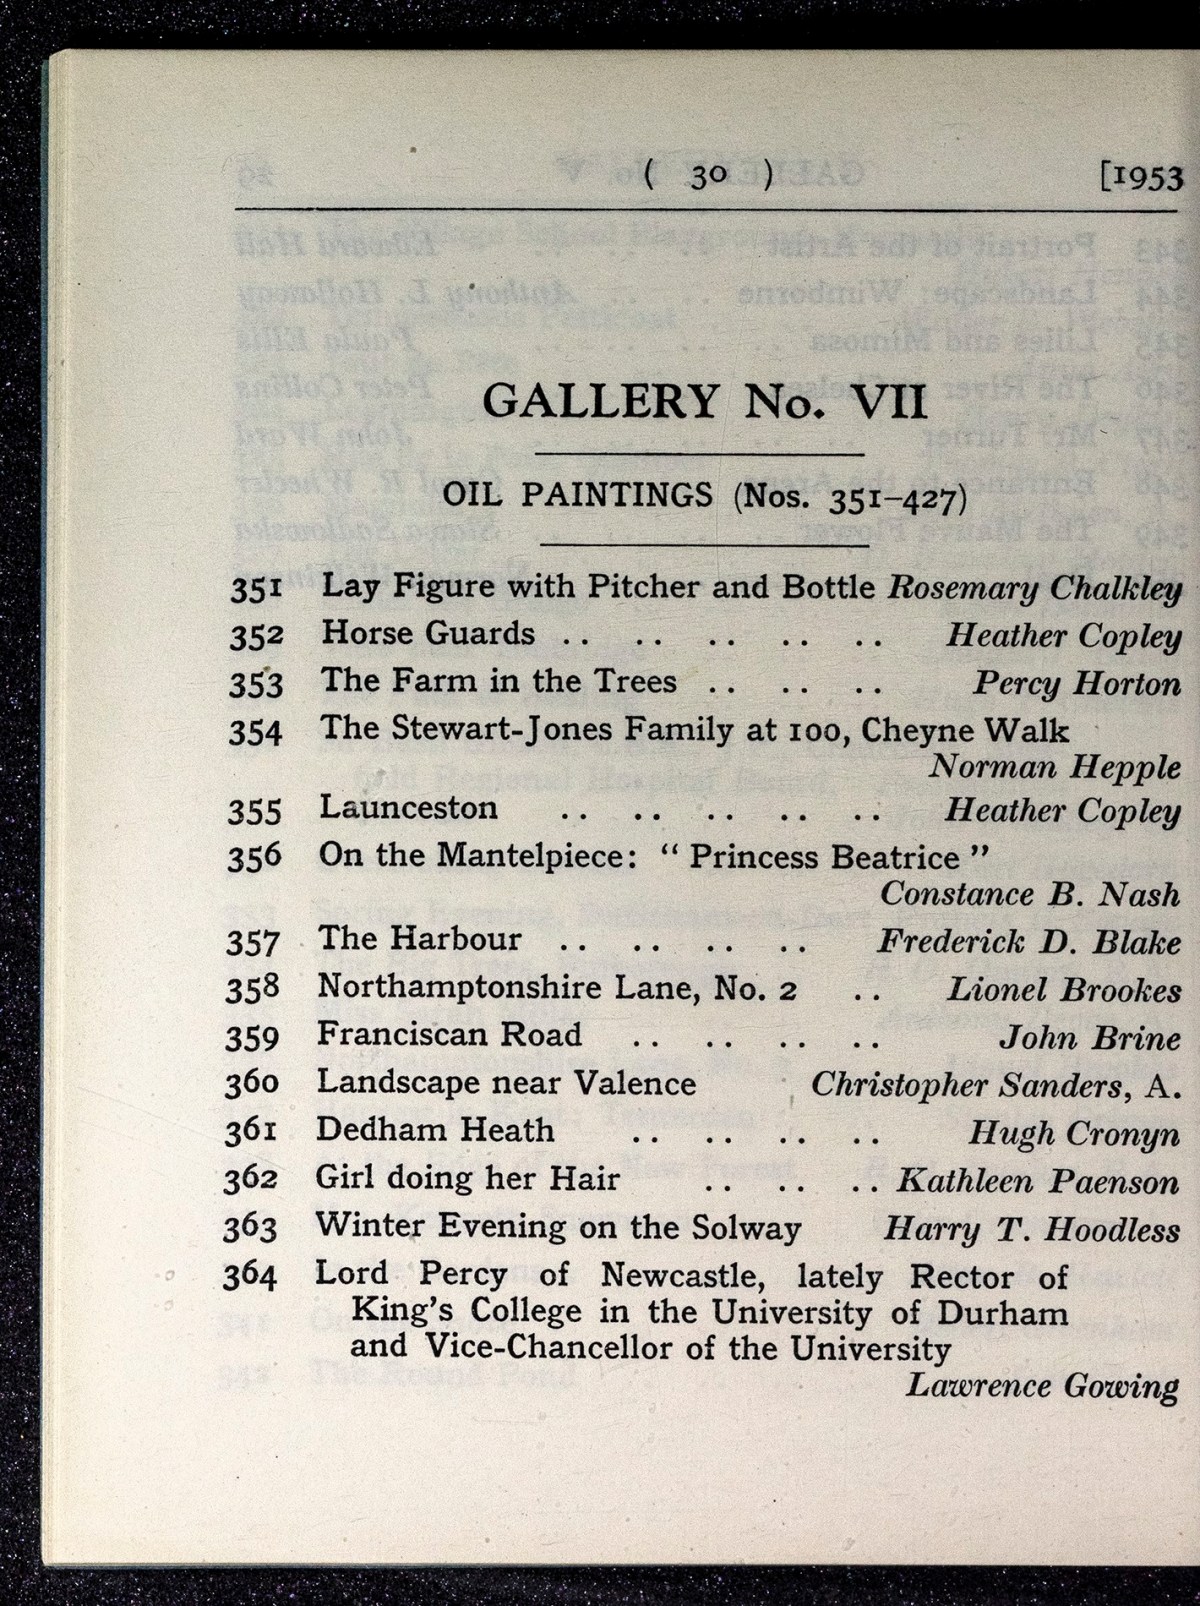 ( 30 ) [1953
GALLERY No. VII
OIL PAINTINGS (Nos. 351–427)
351 Lay Figure with Pitcher and Bottle Rosemary Chalkley
352 Horse Guards .. .. .. .. .. Heather Copley
353 The Farm in the Trees .. .. .. Percy Horton
354 The Stewart-Jones Family at 100, Cheyne Walk
Norman Hepple
355 Launceston .. .. .. .. .. Heather Copley
356 On the Mantelpiece: “ Princess Beatrice ”
Constance B. Nash
357 The Harbour .. .. .. .. Frederick D. Blake
358 Northamptonshire Lane, No. 2 .. Lionel Brookes
359 Franciscan Road .. .. .. .. John Brine
360 Landscape near Valence Christopher Sanders, A.
361 Dedham Heath .. .. .. .. Hugh Cronyn
362 Girl doing her Hair .. .. .. Kathleen Paenson
363 Winter Evening on the Solway Harry T. Hoodless
364 Lord Percy of Newcastle, lately Rector of
King’s College in the University of Durham
and Vice-Chancellor of the University
Lawrence Gowing